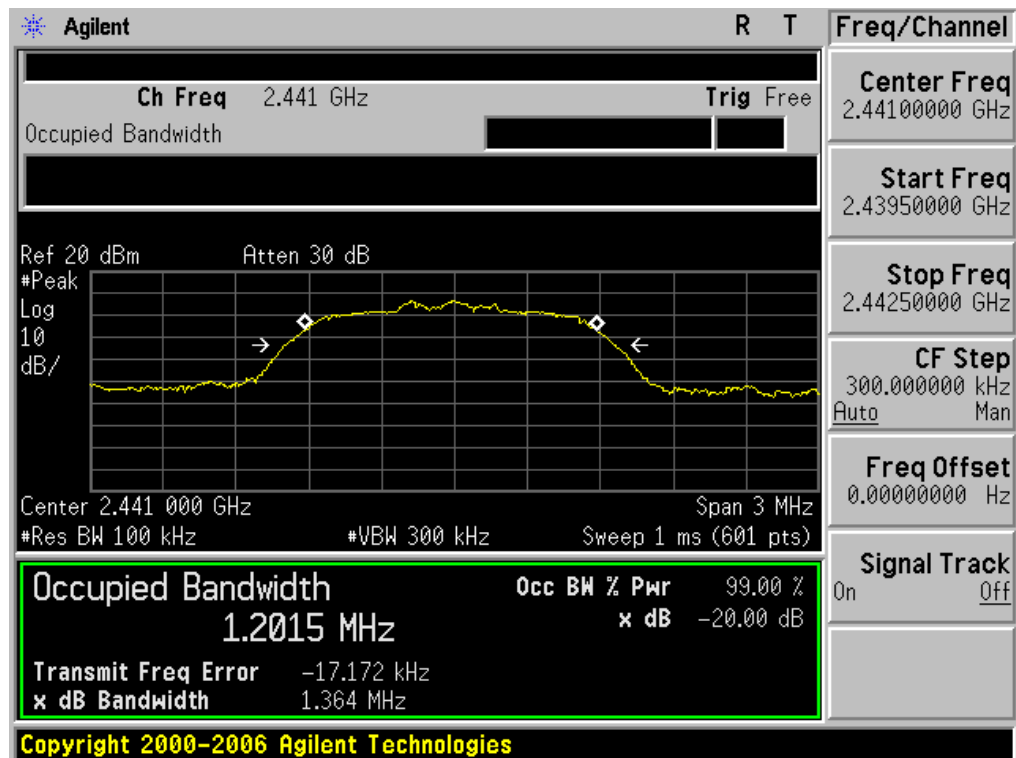 Agilent R T Freq/Channel
Ch Freq 2.441 GHz Trig Free
Occupied Bandwidth
Center Freq
2.44100000 GHz
Start Freq
2.43950000 GHz
Stop Freq
2.44250000 GHz
CF Step
300.000000 kHz
Auto Man
Freq Offset
0.00000000 Hz
Signal Track
On Off
Ref 20 dBm Atten 30 dB
#Peak
Log
10
dB/
Center 2.441 000 GHz Span 3 MHz
#Res BW 100 kHz #VBW 300 kHz Sweep 1 ms (601 pts)
Occupied Bandwidth Occ BW % Pwr 99.00 %
1.2015 MHz x dB -20.00 dB
Transmit Freq Error -17.172 kHz
x dB Bandwidth 1.364 MHz
Copyright 2000-2006 Agilent Technologies